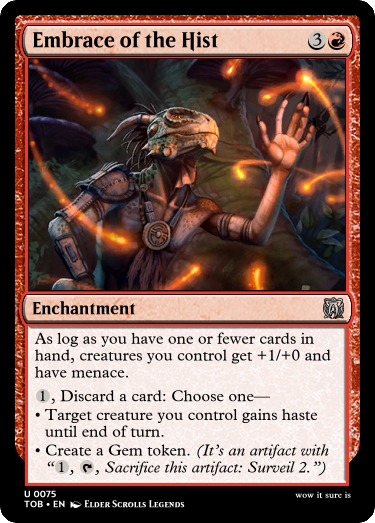 Embrace of the Hist 3
Enchantment
As log as you have one or fewer cards in
hand, creatures you control get +1/+0 and
have menace.
1, Discard a card: Choose one—
• Target creature you control gains haste
until end of turn.
• Create a Gem token. (It's an artifact with
"1, , Sacrifice this artifact: Surveil 2.")
U 0075
TOB • EN Elder Scrolls Legends
wow it sure is